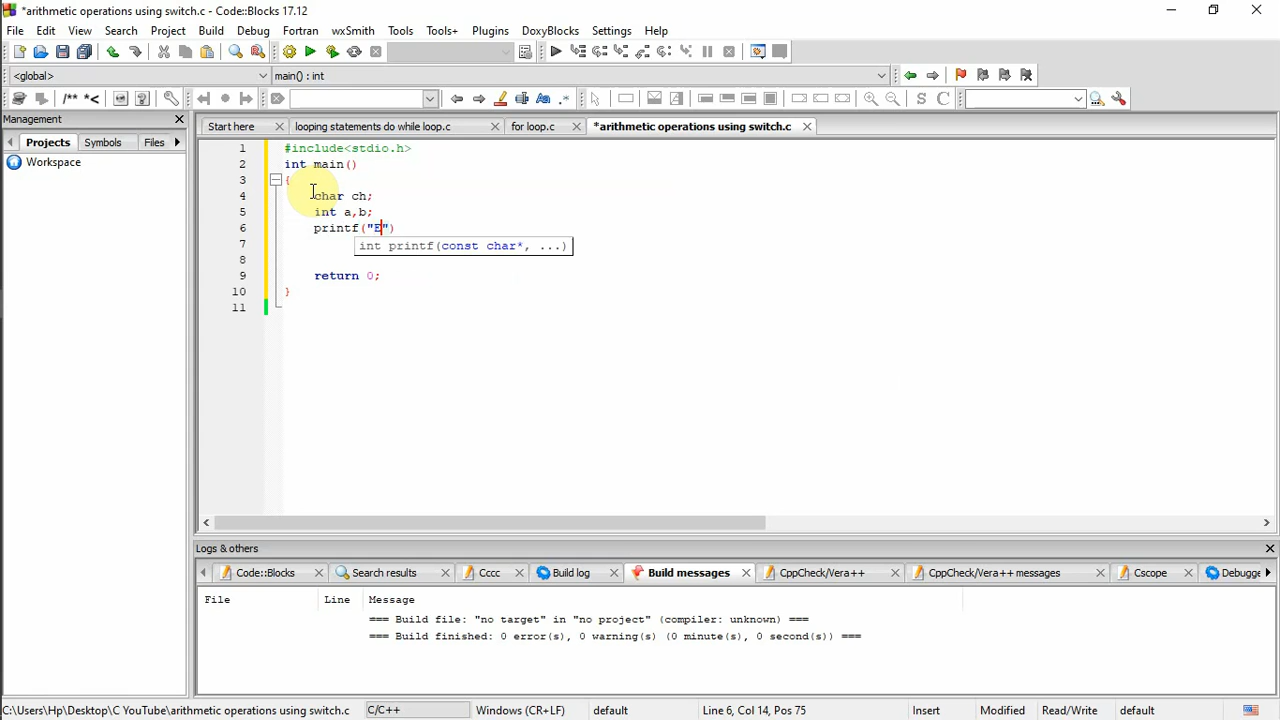 *arithmetic operations using switch.c - Code::Blocks 17.12
File Edit View Search Project Build Debug Fortran wxSmith Tools Tools+ Plugins DoxyBlocks Settings Help
<global> main() : int
/** *< S C
Management
Projects Symbols Files
Workspace
Start here looping statements do while loop.c for loop.c *arithmetic operations using switch.c
1 #include<stdio.h>
2 int main()
3 {
4 char ch;
5 int a,b;
6 printf("E")
7 int printf(const char*, ...)
8
9 return 0;
10 }
11
Logs & others
Code::Blocks Search results Cccc Build log Build messages CppCheck/Vera++ CppCheck/Vera++ messages Cscope Debugge
File Line Message
=== Build file: "no target" in "no project" (compiler: unknown) ===
=== Build finished: 0 error(s), 0 warning(s) (0 minute(s), 0 second(s)) ===
C:\Users\Hp\Desktop\C YouTube\arithmetic operations using switch.c C/C++ Windows (CR+LF) default Line 6, Col 14, Pos 75 Insert Modified Read/Write default